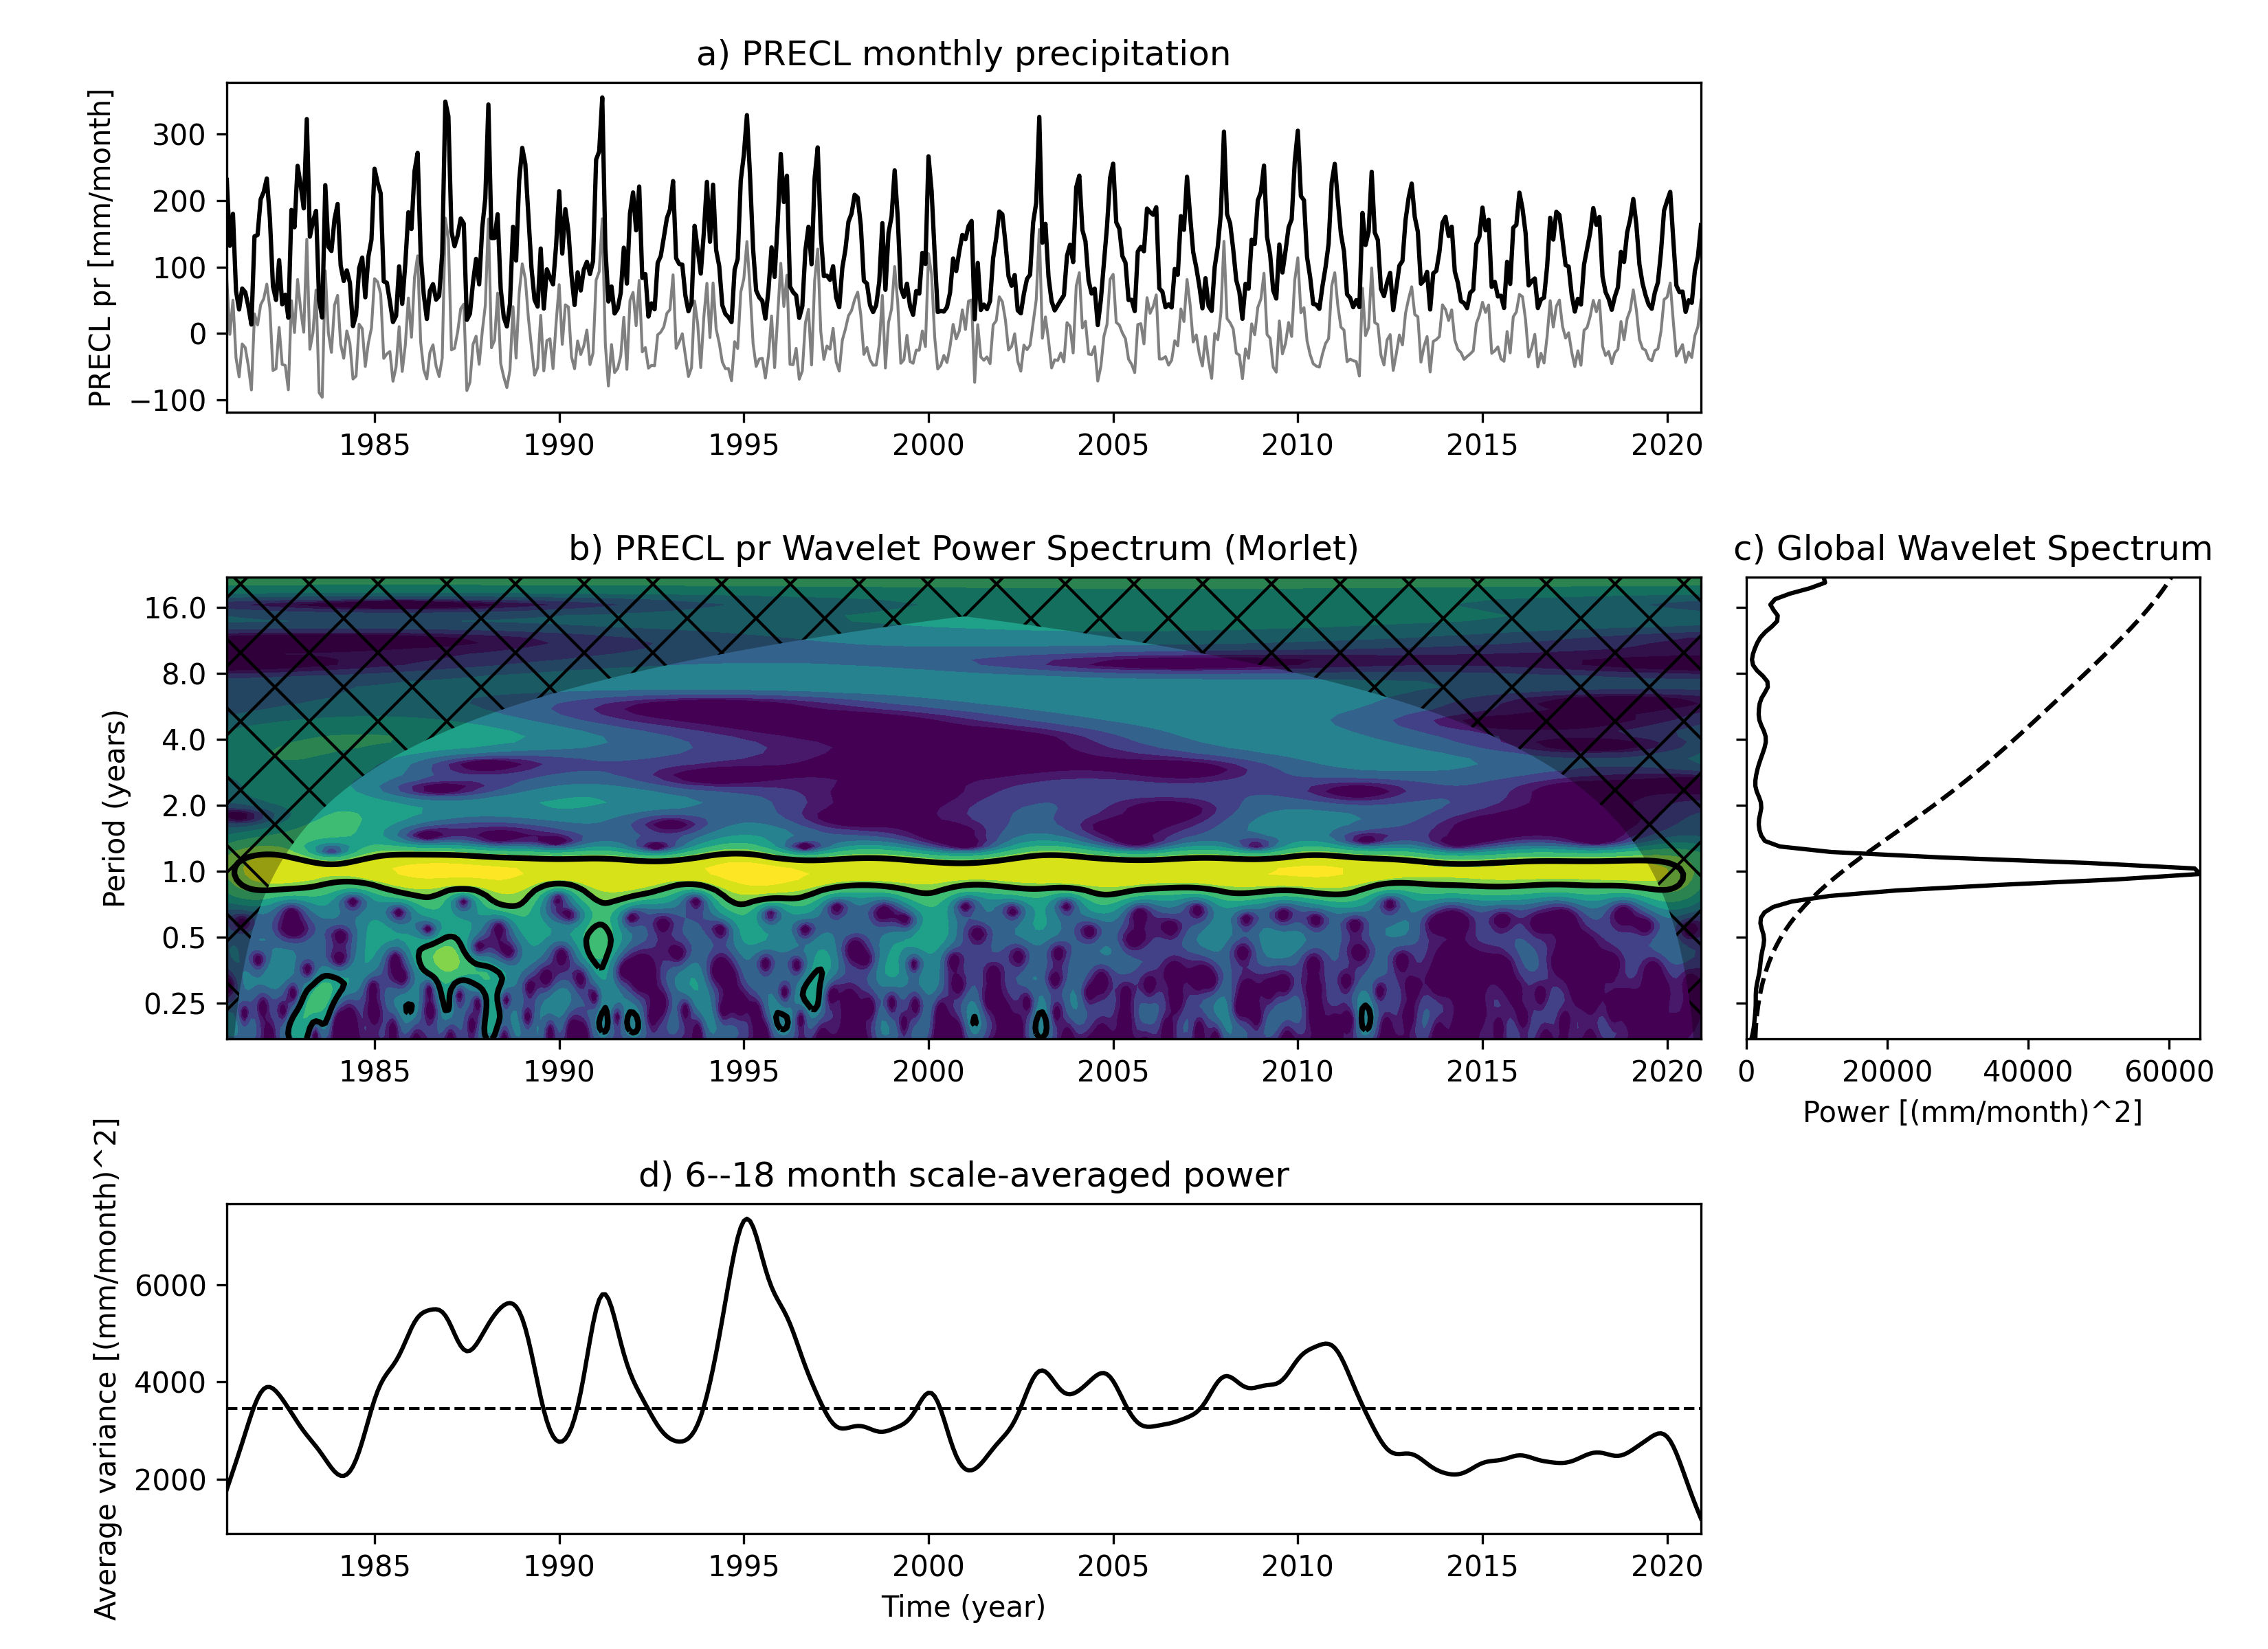 a) PRECL monthly precipitation
PRECL pr [mm/month]
300
200
100
0
−100
1985 1990 1995 2000 2005 2010 2015 2020
b) PRECL pr Wavelet Power Spectrum (Morlet)
Period (years)
16.0
8.0
4.0
2.0
1.0
0.5
0.25
1985 1990 1995 2000 2005 2010 2015 2020
c) Global Wavelet Spectrum
0 20000 40000 60000
Power [(mm/month)^2]
d) 6--18 month scale-averaged power
Average variance [(mm/month)^2]
6000
4000
2000
1985 1990 1995 2000 2005 2010 2015 2020
Time (year)